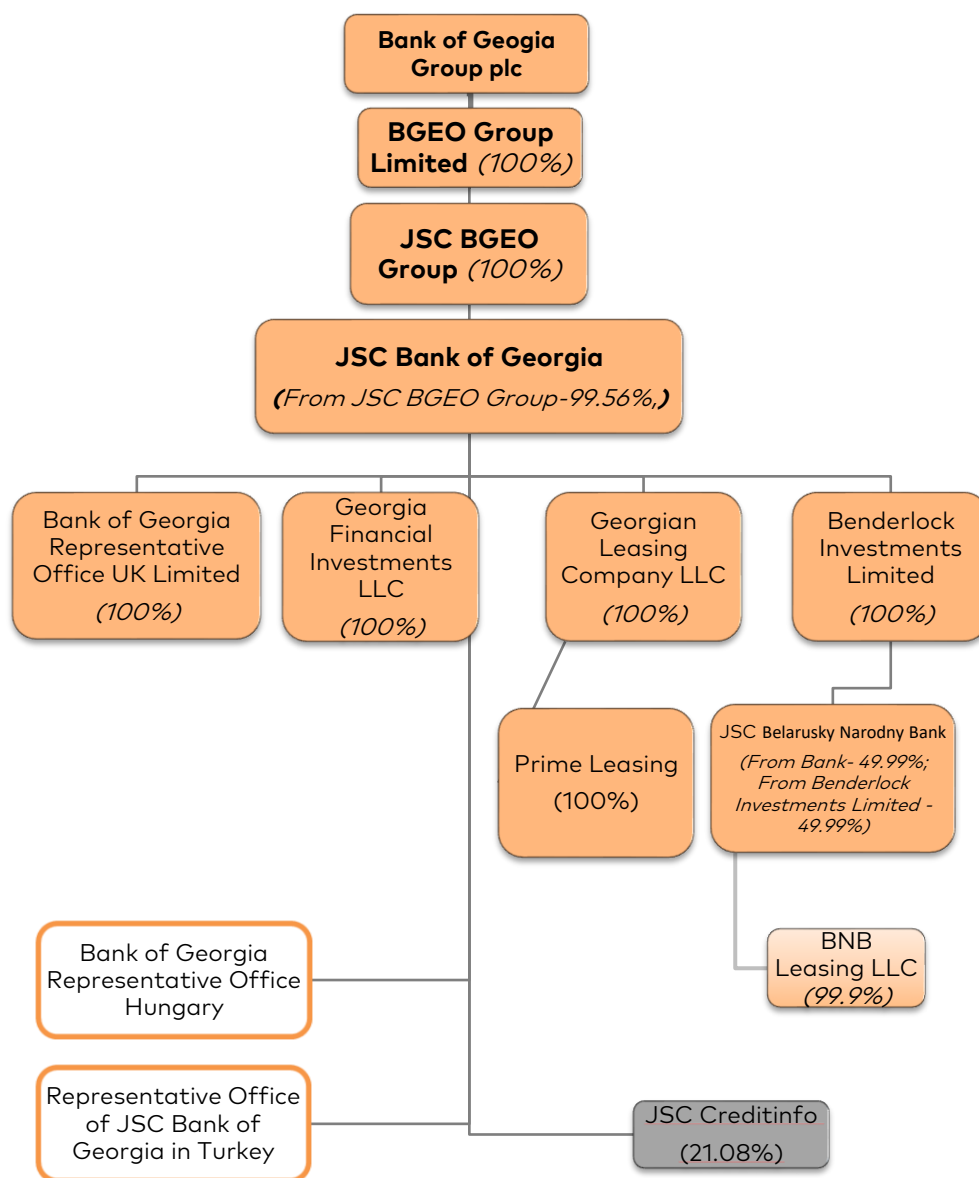 Bank of Geogia
Group plc
BGEO Group
Limited (100%)
JSC BGEO
Group (100%)
JSC Bank of Georgia
(From JSC BGEO Group-99.56%,)
Bank of Georgia
Representative
Office UK Limited
(100%)
Georgia
Financial
Investments
LLC
(100%)
Georgian
Leasing
Company LLC
(100%)
Benderlock
Investments
Limited
(100%)
Prime Leasing
(100%)
JSC Belarusky Narodny Bank
(From Bank- 49.99%;
From Benderlock
Investments Limited -
49.99%)
Bank of Georgia
Representative Office
Hungary
BNB
Leasing LLC
(99.9%)
Representative Office
of JSC Bank of
Georgia in Turkey
JSC Creditinfo
(21.08%)